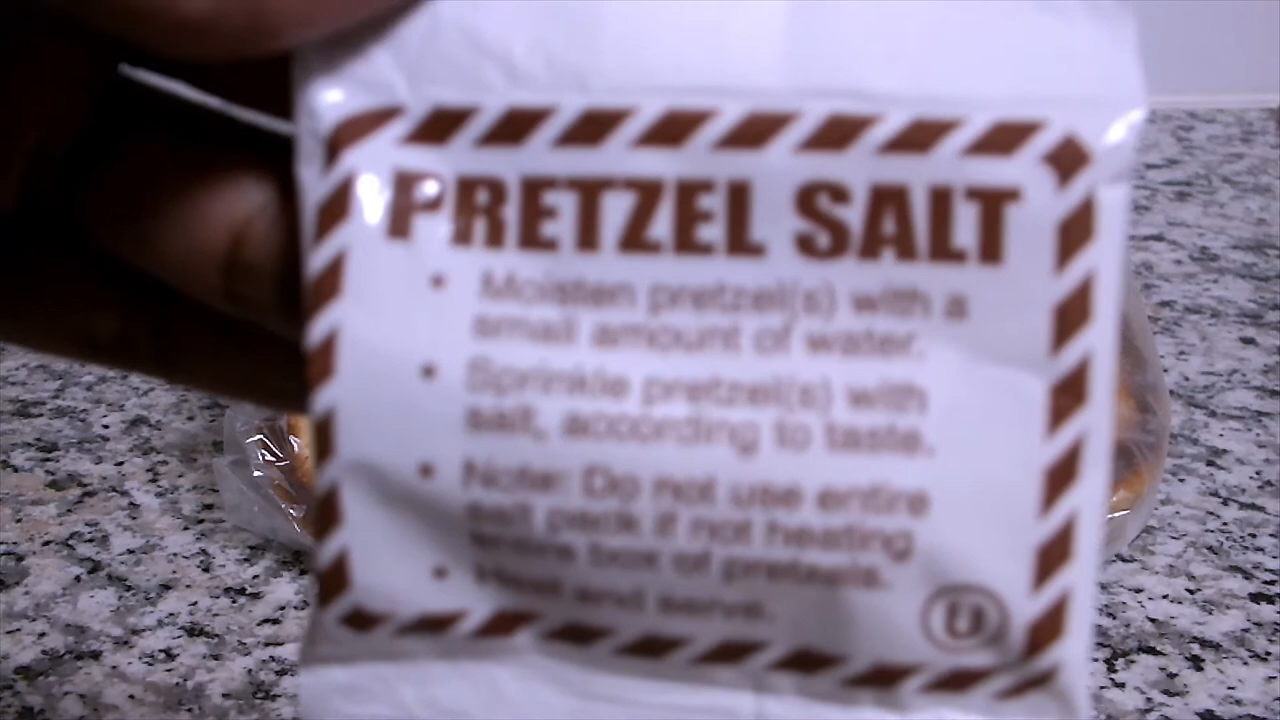 PRETZEL SALT
• Moisten pretzel(s) with a
small amount of water.
• Sprinkle pretzel(s) with
salt, according to taste.
• Note: Do not use entire
salt pack if not heating
entire box of pretzels.
• Heat and serve.
U